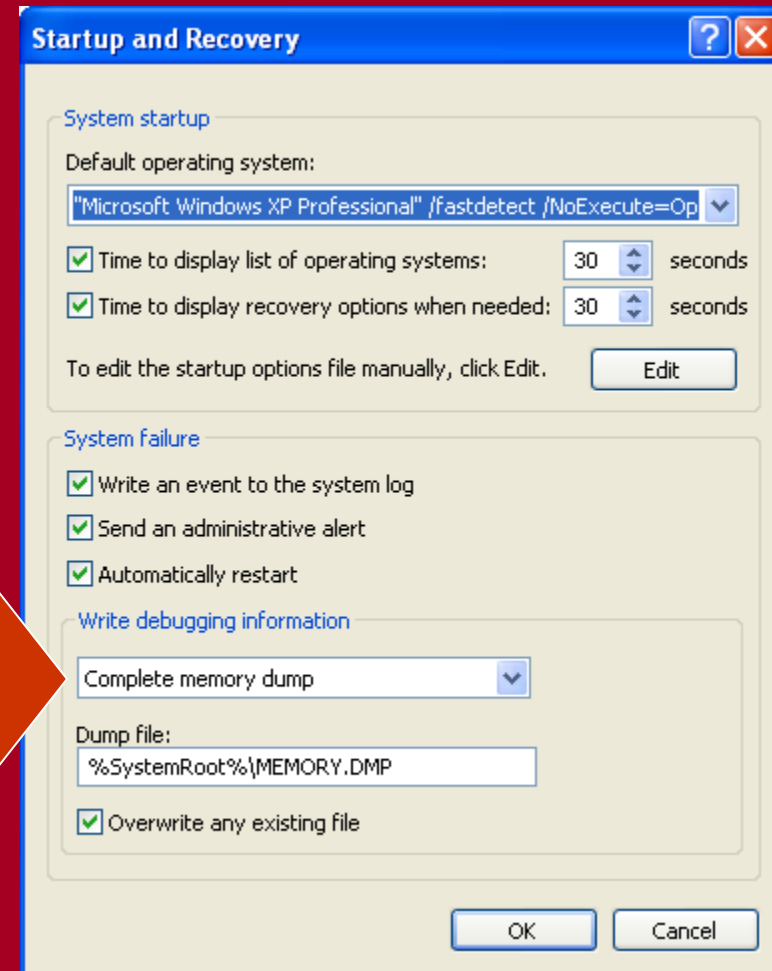 Startup and Recovery
System startup
Default operating system:
"Microsoft Windows XP Professional" /fastdetect /NoExecute=Op
Time to display list of operating systems: 30 seconds
Time to display recovery options when needed: 30 seconds
To edit the startup options file manually, click Edit. Edit
System failure
Write an event to the system log
Send an administrative alert
Automatically restart
Write debugging information
Complete memory dump
Dump file:
%SystemRoot%\MEMORY.DMP
Overwrite any existing file
OK Cancel